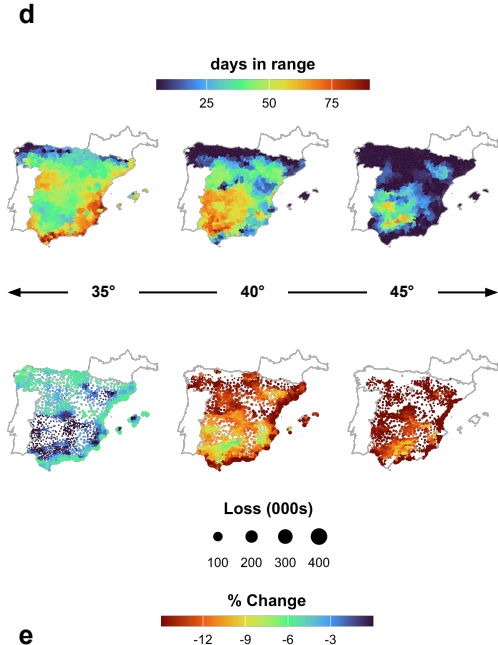 d
days in range
25 50 75
35° 40° 45°
Loss (000s)
100 200 300 400
% Change
-12 -9 -6 -3
e